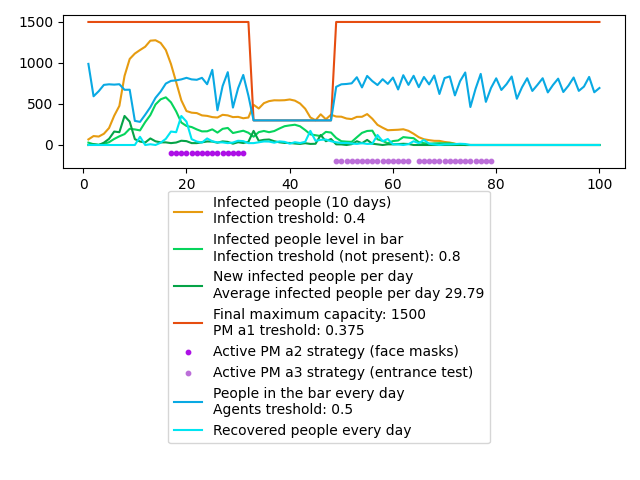 1500
1000
500
0
0 20 40 60 80 100
Infected people (10 days)
Infection treshold: 0.4
Infected people level in bar
Infection treshold (not present): 0.8
New infected people per day
Average infected people per day 29.79
Final maximum capacity: 1500
PM a1 treshold: 0.375
Active PM a2 strategy (face masks)
Active PM a3 strategy (entrance test)
People in the bar every day
Agents treshold: 0.5
Recovered people every day